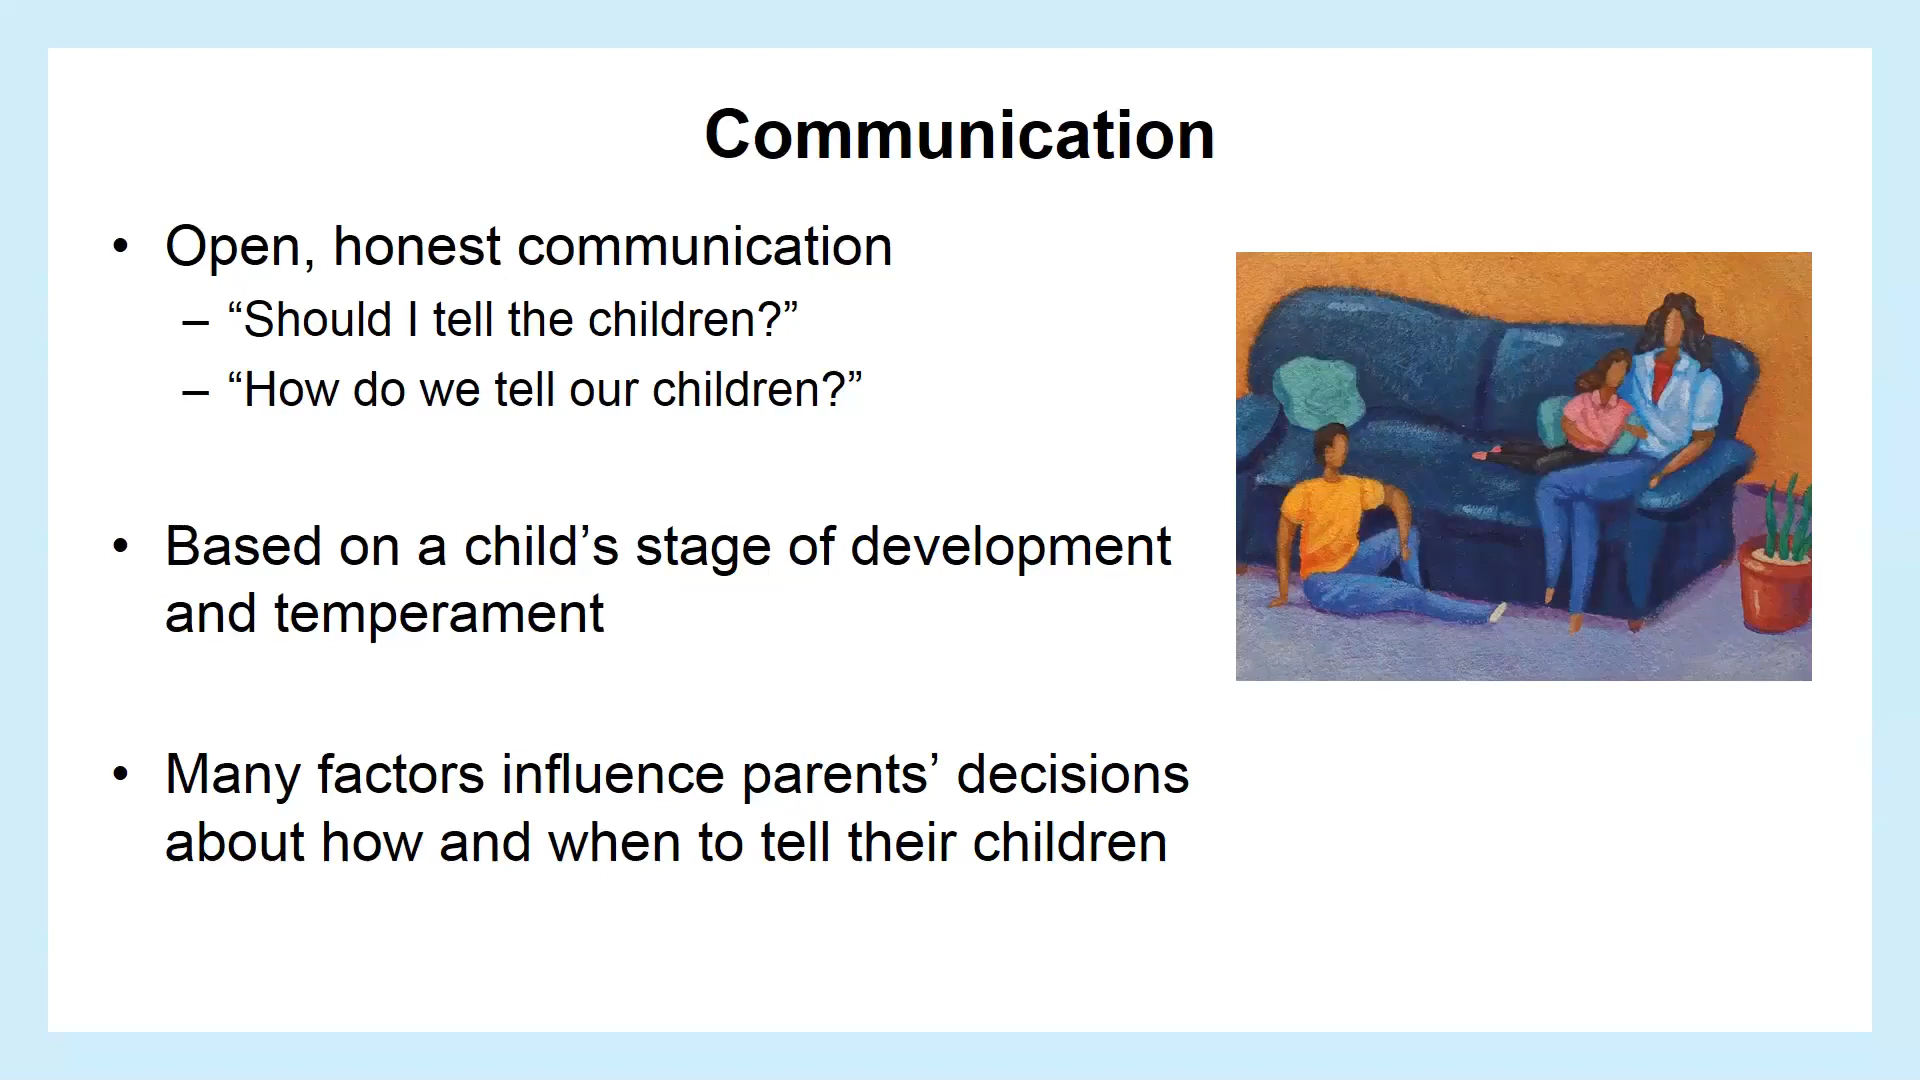 Communication
• Open, honest communication
– “Should I tell the children?”
– “How do we tell our children?”
• Based on a child’s stage of development
and temperament
• Many factors influence parents’ decisions
about how and when to tell their children